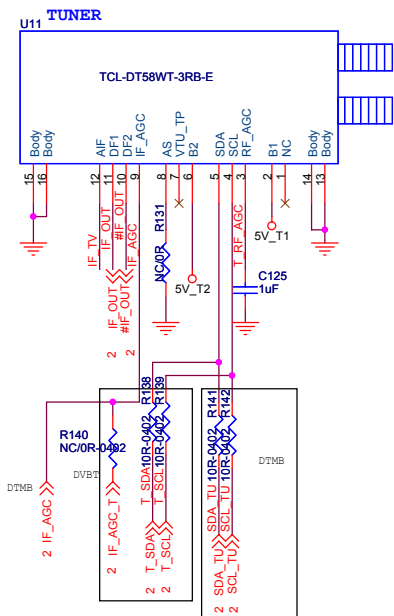 TUNER
U11
TCL-DT58WT-3RB-E
Body
Body
AIF
DF1
DF2
IF_AGC
AS
VTU_TP
B2
SDA
SCL
RF_AGC
B1
NC
Body
Body
15
16
12
11
10
9
8
7
6
5
4
3
2
1
14
13
IF_TV
IF_OUT
#IF_OUT
IF_AGC
R131
NC/0R
T_RF_AGC
5V_T1
5V_T2
C125
1uF
IF_OUT
#IF_OUT
2
2
R138
R139
10R-0402
10R-0402
R141
R142
10R-0402
10R-0402
R140
NC/0R-0402
DVBT
DTMB
DTMB
T_SDA
T_SCL
SDA_TU
SCL_TU
2 IF_AGC
2 IF_AGC_T
2 T_SDA
2 T_SCL
2 SDA_TU
2 SCL_TU